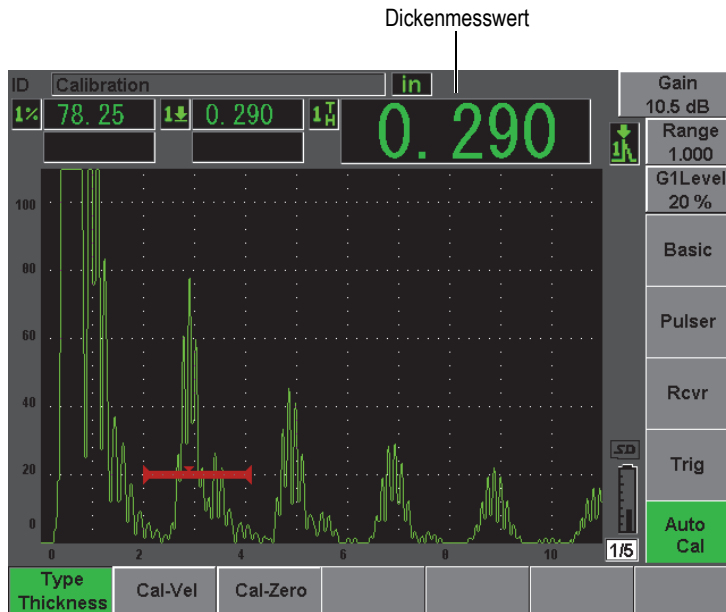 Dickenmesswert
ID Calibration in
1% 78.25 1 0.290 1TH 0.290
Gain
10.5 dB
Range
1.000
G1Level
20 %
Basic
Pulser
Rcvr
Trig
Auto
Cal
100
80
60
40
20
0
0 2 4 6 8 10
SD
1/5
Type
Thickness
Cal-Vel
Cal-Zero